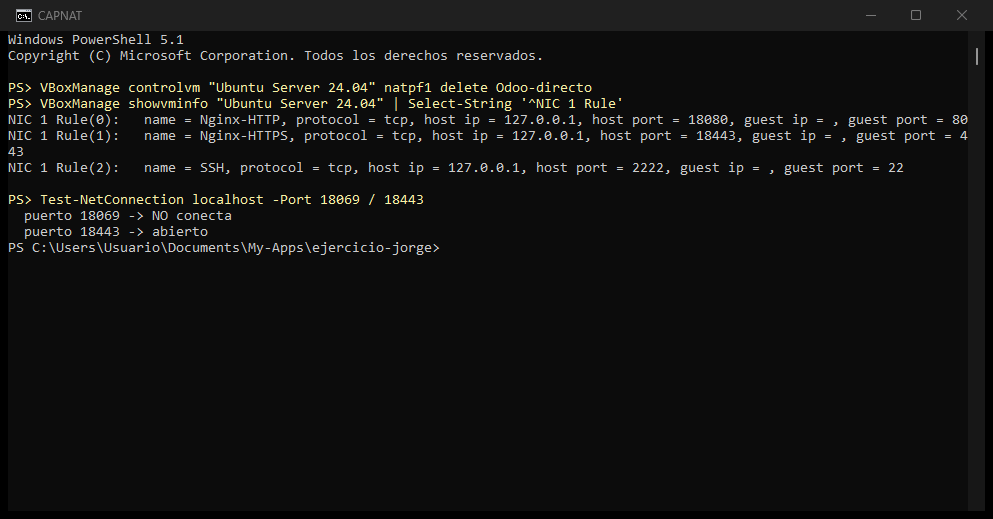 CAPNAT
Windows PowerShell 5.1
Copyright (C) Microsoft Corporation. Todos los derechos reservados.
PS> VBoxManage controlvm "Ubuntu Server 24.04" natpf1 delete Odoo-directo
PS> VBoxManage showvminfo "Ubuntu Server 24.04" | Select-String '^NIC 1 Rule'
NIC 1 Rule(0):   name = Nginx-HTTP, protocol = tcp, host ip = 127.0.0.1, host port = 18080, guest ip = , guest port = 80
NIC 1 Rule(1):   name = Nginx-HTTPS, protocol = tcp, host ip = 127.0.0.1, host port = 18443, guest ip = , guest port = 4
43
NIC 1 Rule(2):   name = SSH, protocol = tcp, host ip = 127.0.0.1, host port = 2222, guest ip = , guest port = 22
PS> Test-NetConnection localhost -Port 18069 / 18443
  puerto 18069 -> NO conecta
  puerto 18443 -> abierto
PS C:\Users\Usuario\Documents\My-Apps\ejercicio-jorge>